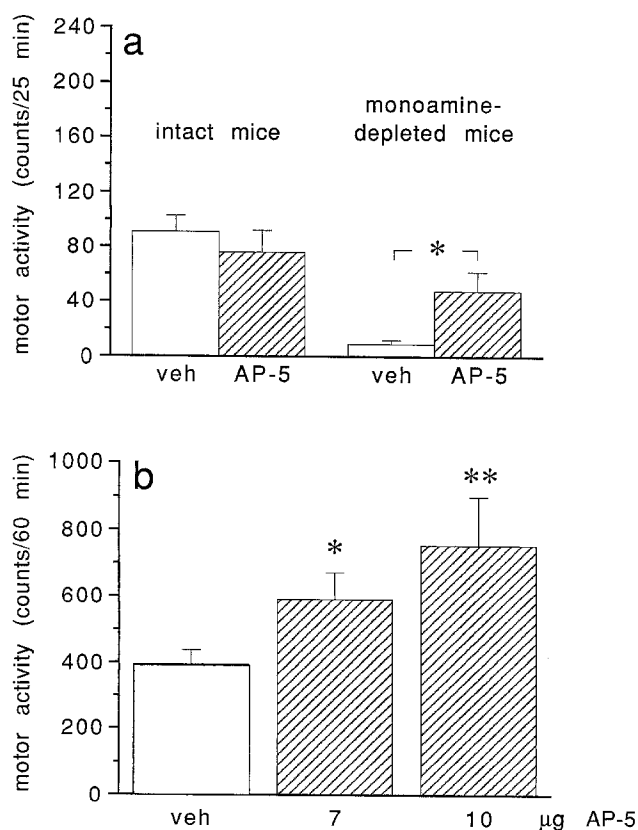 a
motor activity (counts/25 min)
240
200
160
120
80
40
0
intact mice
monoamine-
depleted mice
*
veh
AP-5
veh
AP-5
b
motor activity (counts/60 min)
1000
800
600
400
200
0
*
**
veh
7
10
µg AP-5